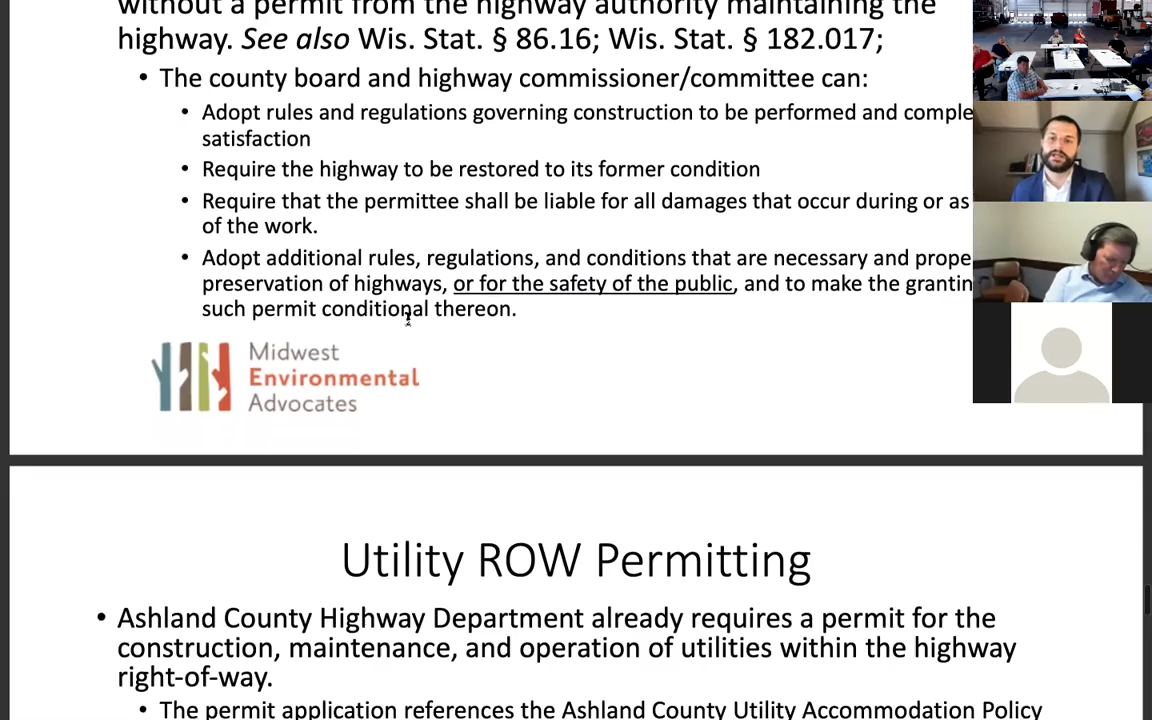 without a permit from the highway authority maintaining the
highway. See also Wis. Stat. § 86.16; Wis. Stat. § 182.017;
• The county board and highway commissioner/committee can:
• Adopt rules and regulations governing construction to be performed and comple
satisfaction
• Require the highway to be restored to its former condition
• Require that the permittee shall be liable for all damages that occur during or as
of the work.
• Adopt additional rules, regulations, and conditions that are necessary and prope
preservation of highways, or for the safety of the public, and to make the grantin
such permit conditional thereon.
Midwest
Environmental
Advocates
Utility ROW Permitting
• Ashland County Highway Department already requires a permit for the
construction, maintenance, and operation of utilities within the highway
right-of-way.
• The permit application references the Ashland County Utility Accommodation Policy